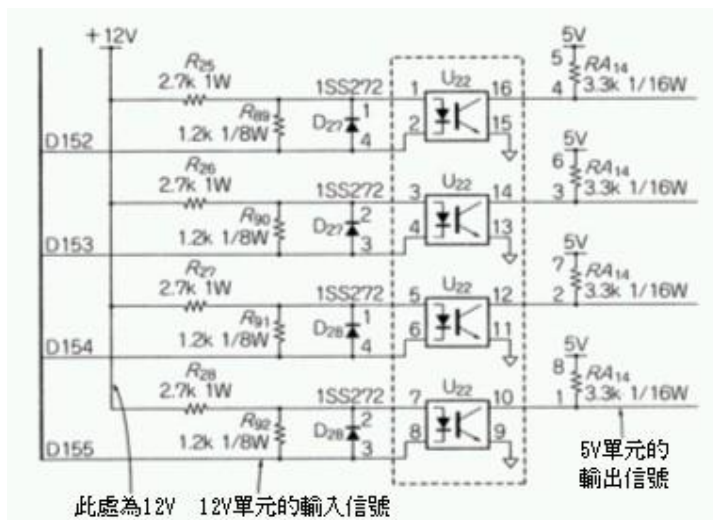 +12V
5V
R25
2.7k 1W
1SS272
U22
5
RA14
3.3k 1/16W
1
16
4
R89
1.2k 1/8W
D27
1
4
2
15
D152
5V
R26
2.7k 1W
1SS272
U22
6
RA14
3.3k 1/16W
3
14
3
R90
1.2k 1/8W
D27
2
3
4
13
D153
5V
R27
2.7k 1W
1SS272
U22
7
RA14
3.3k 1/16W
5
12
2
R91
1.2k 1/8W
D28
1
4
6
11
D154
5V
R28
2.7k 1W
1SS272
U22
8
RA14
3.3k 1/16W
7
10
1
R92
1.2k 1/8W
D28
2
3
8
9
D155
5V單元的
輸出信號
此處為12V
12V單元的輸入信號